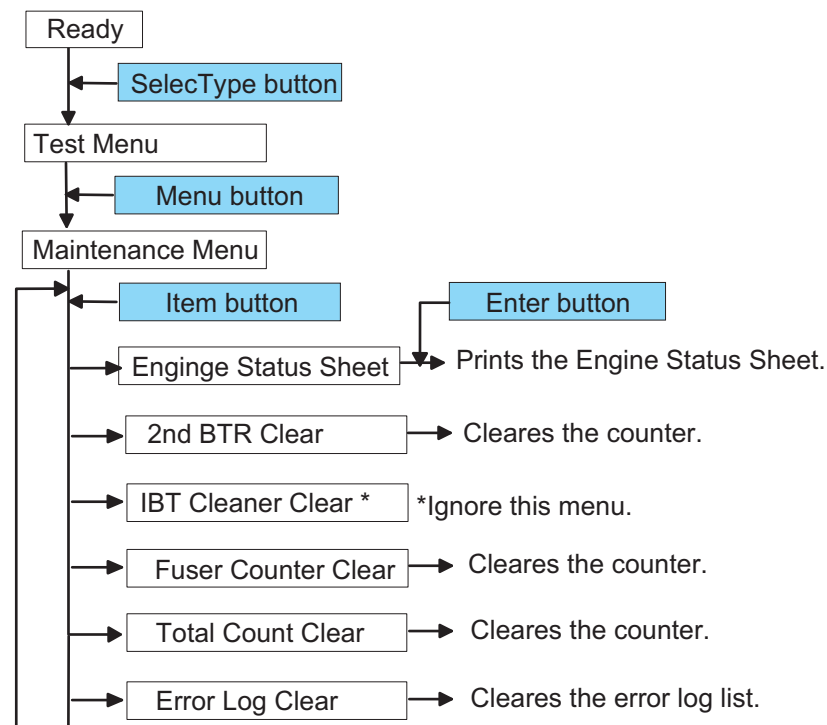 Ready
SelecType button
Test Menu
Menu button
Maintenance Menu
Item button
Enter button
Enginge Status Sheet
Prints the Engine Status Sheet.
2nd BTR Clear
Cleares the counter.
IBT Cleaner Clear *
*Ignore this menu.
Fuser Counter Clear
Cleares the counter.
Total Count Clear
Cleares the counter.
Error Log Clear
Cleares the error log list.